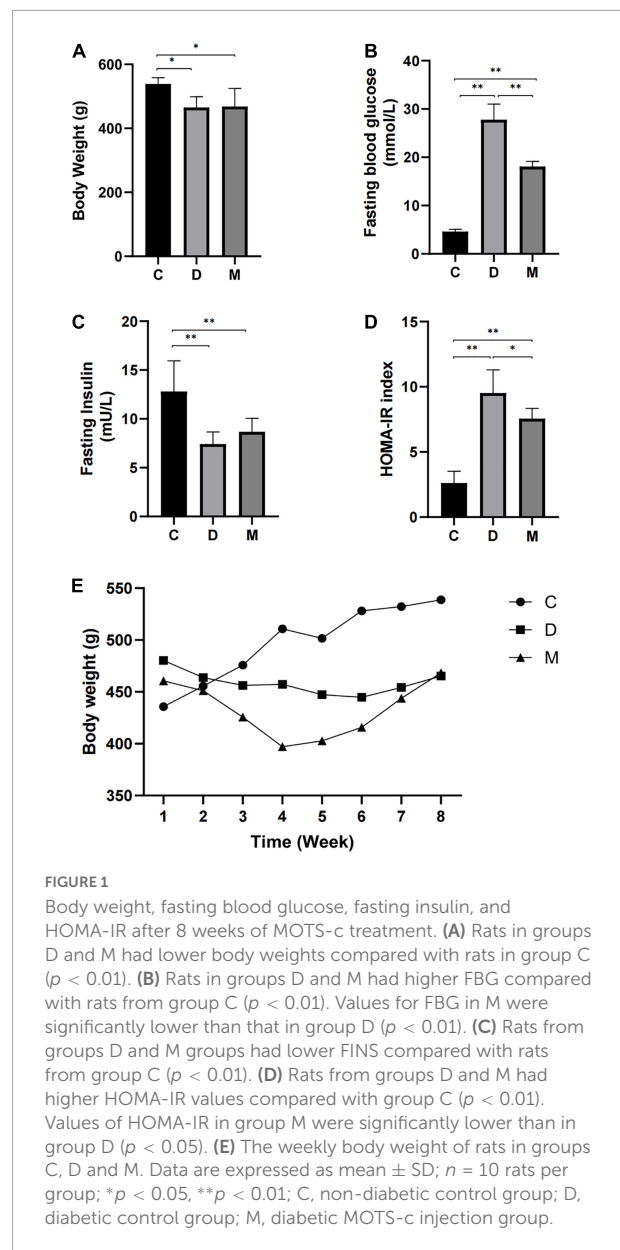 A
B
Body Weight (g)
600
400
200
0
*
*
C D M
Fasting blood glucose
(mmol/L)
40
30
20
10
0
**
** **
C D M
C
D
Fasting Insulin
(mU/L)
20
15
10
5
0
**
**
C D M
HOMA-IR index
15
10
5
0
**
** *
C D M
E
Body weight (g)
550
500
450
400
350
1 2 3 4 5 6 7 8
Time (Week)
C
D
M
FIGURE 1
Body weight, fasting blood glucose, fasting insulin, and
HOMA-IR after 8 weeks of MOTS-c treatment. (A) Rats in groups
D and M had lower body weights compared with rats in group C
(p < 0.01). (B) Rats in groups D and M had higher FBG compared
with rats from group C (p < 0.01). Values for FBG in M were
significantly lower than that in group D (p < 0.01). (C) Rats from
groups D and M groups had lower FINS compared with rats
from group C (p < 0.01). (D) Rats from groups D and M had
higher HOMA-IR values compared with group C (p < 0.01).
Values of HOMA-IR in group M were significantly lower than in
group D (p < 0.05). (E) The weekly body weight of rats in groups
C, D and M. Data are expressed as mean ± SD; n = 10 rats per
group; *p < 0.05, **p < 0.01; C, non-diabetic control group; D,
diabetic control group; M, diabetic MOTS-c injection group.